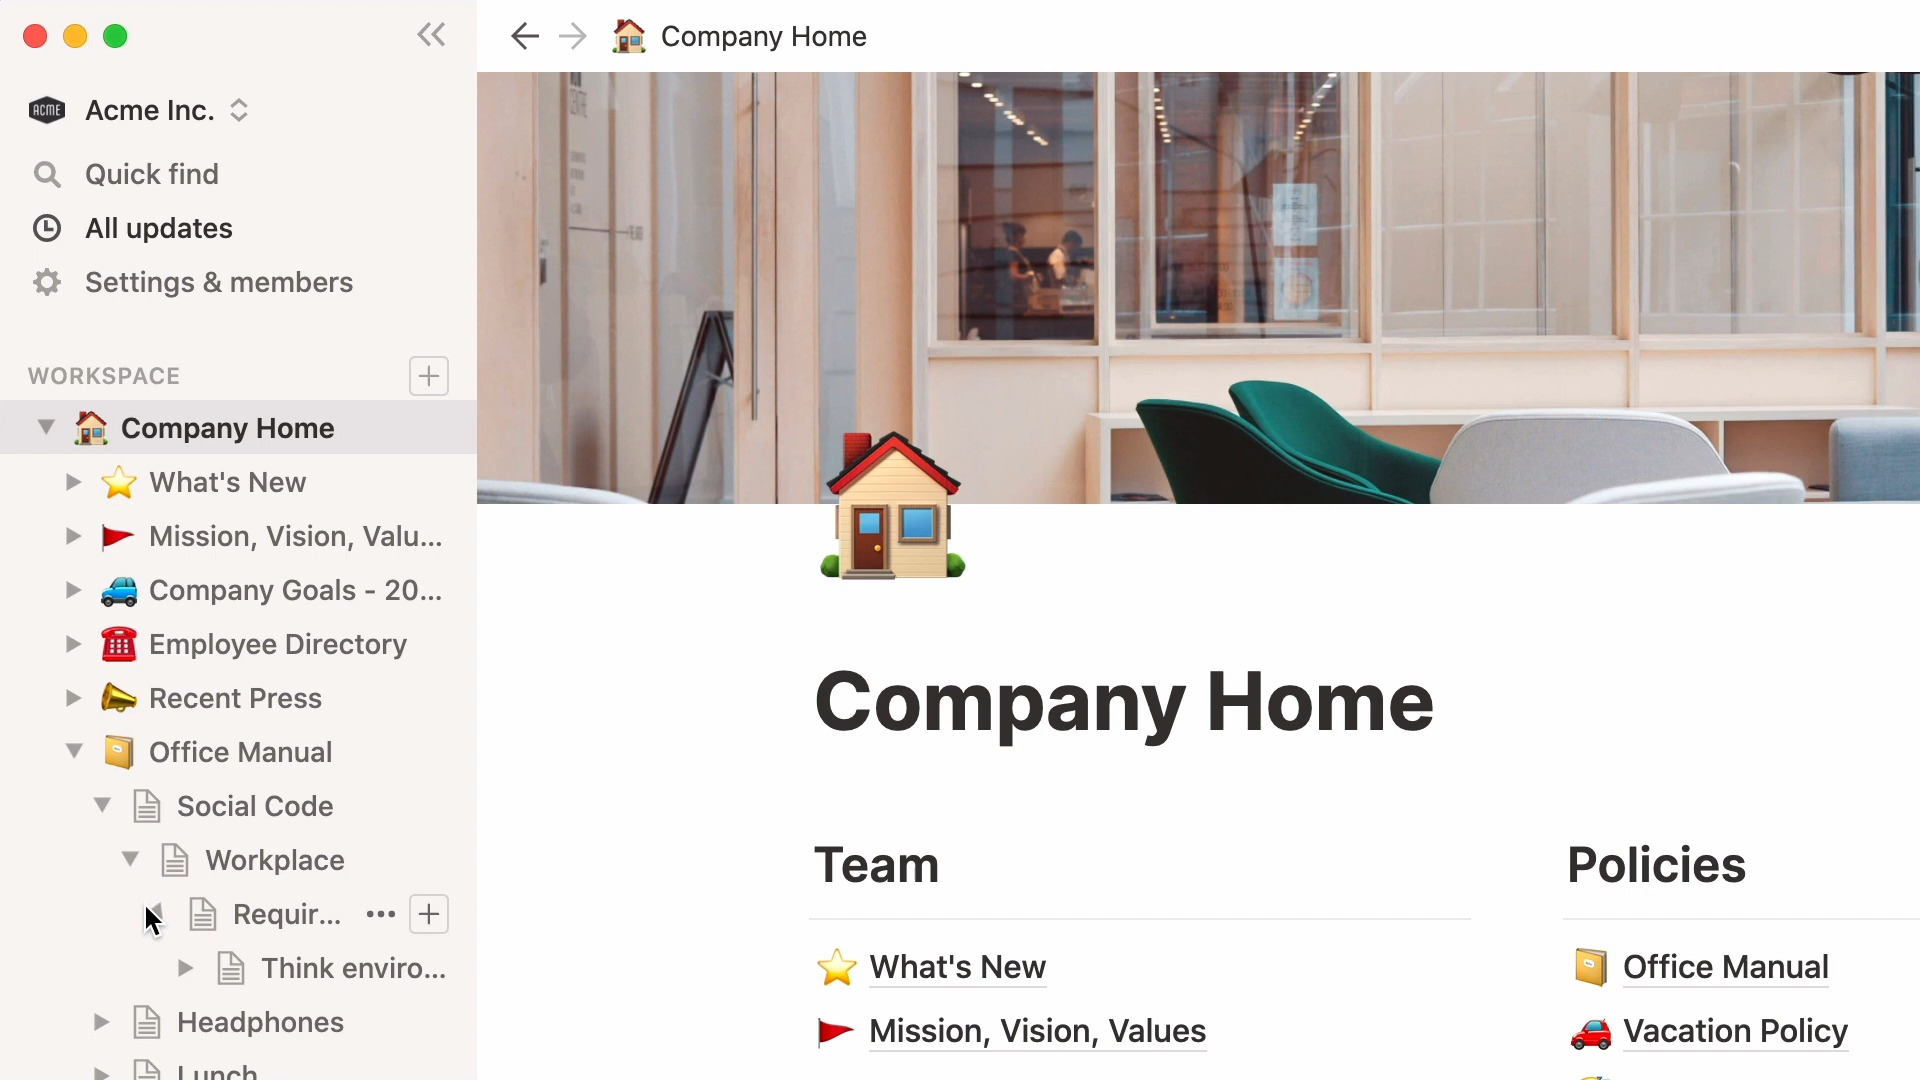 Company Home
ACME Acme Inc.
Quick find
All updates
Settings & members
WORKSPACE
Company Home
What's New
Mission, Vision, Valu...
Company Goals - 20...
Employee Directory
Recent Press
Office Manual
Social Code
Workplace
Requir...
Think enviro...
Headphones
Lunch
Company Home
Team
What's New
Mission, Vision, Values
Policies
Office Manual
Vacation Policy